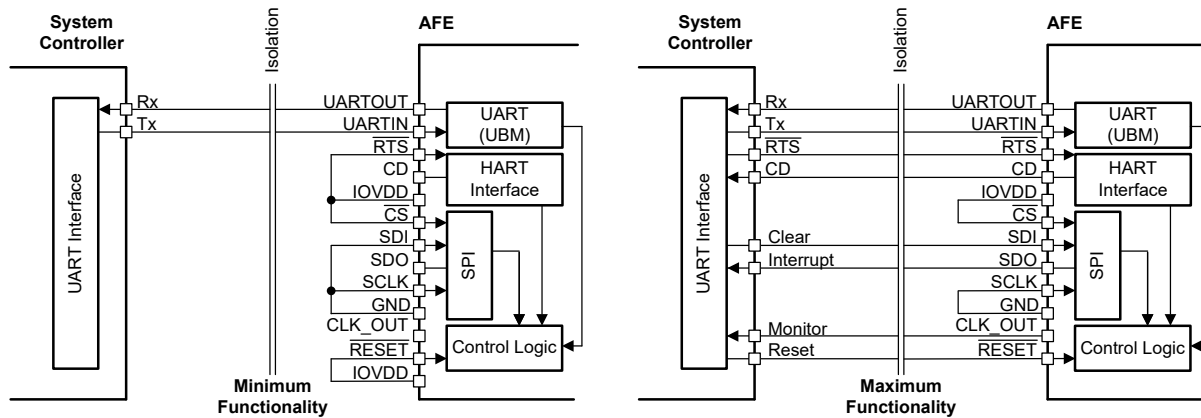 System
Controller
Isolation
AFE
UART Interface
Rx
Tx
UARTOUT
UARTIN
RTS
CD
IOVDD
CS
SDI
SDO
SCLK
GND
CLK_OUT
RESET
IOVDD
UART
(UBM)
HART
Interface
SPI
Control Logic
Minimum
Functionality
System
Controller
Isolation
AFE
UART Interface
Rx
Tx
RTS
CD
Clear
Interrupt
Monitor
Reset
UARTOUT
UARTIN
RTS
CD
IOVDD
CS
SDI
SDO
SCLK
GND
CLK_OUT
RESET
UART
(UBM)
HART
Interface
SPI
Control Logic
Maximum
Functionality